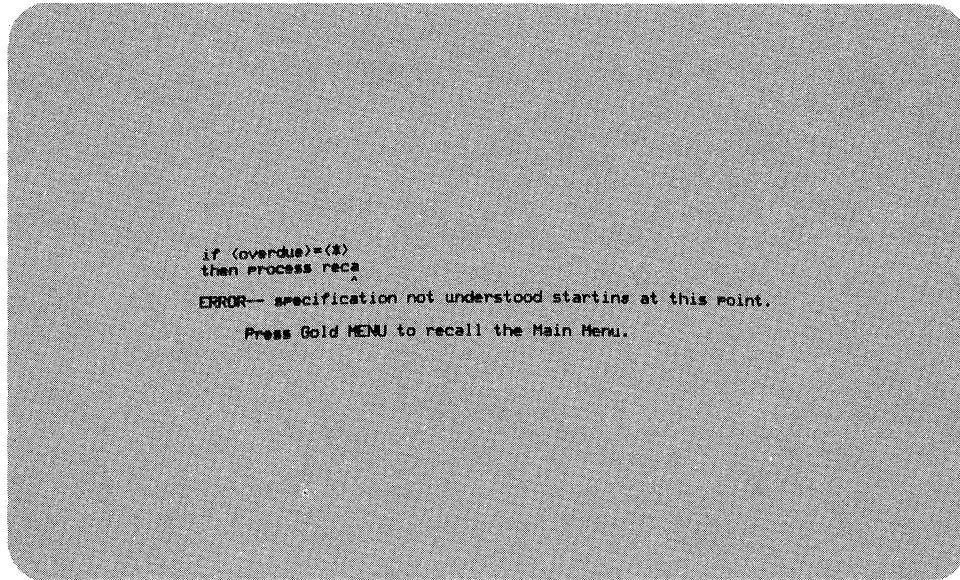 if <overdue>=<*>
then process reca
^
ERROR-- specification not understood starting at this point.
Press Gold MENU to recall the Main Menu.